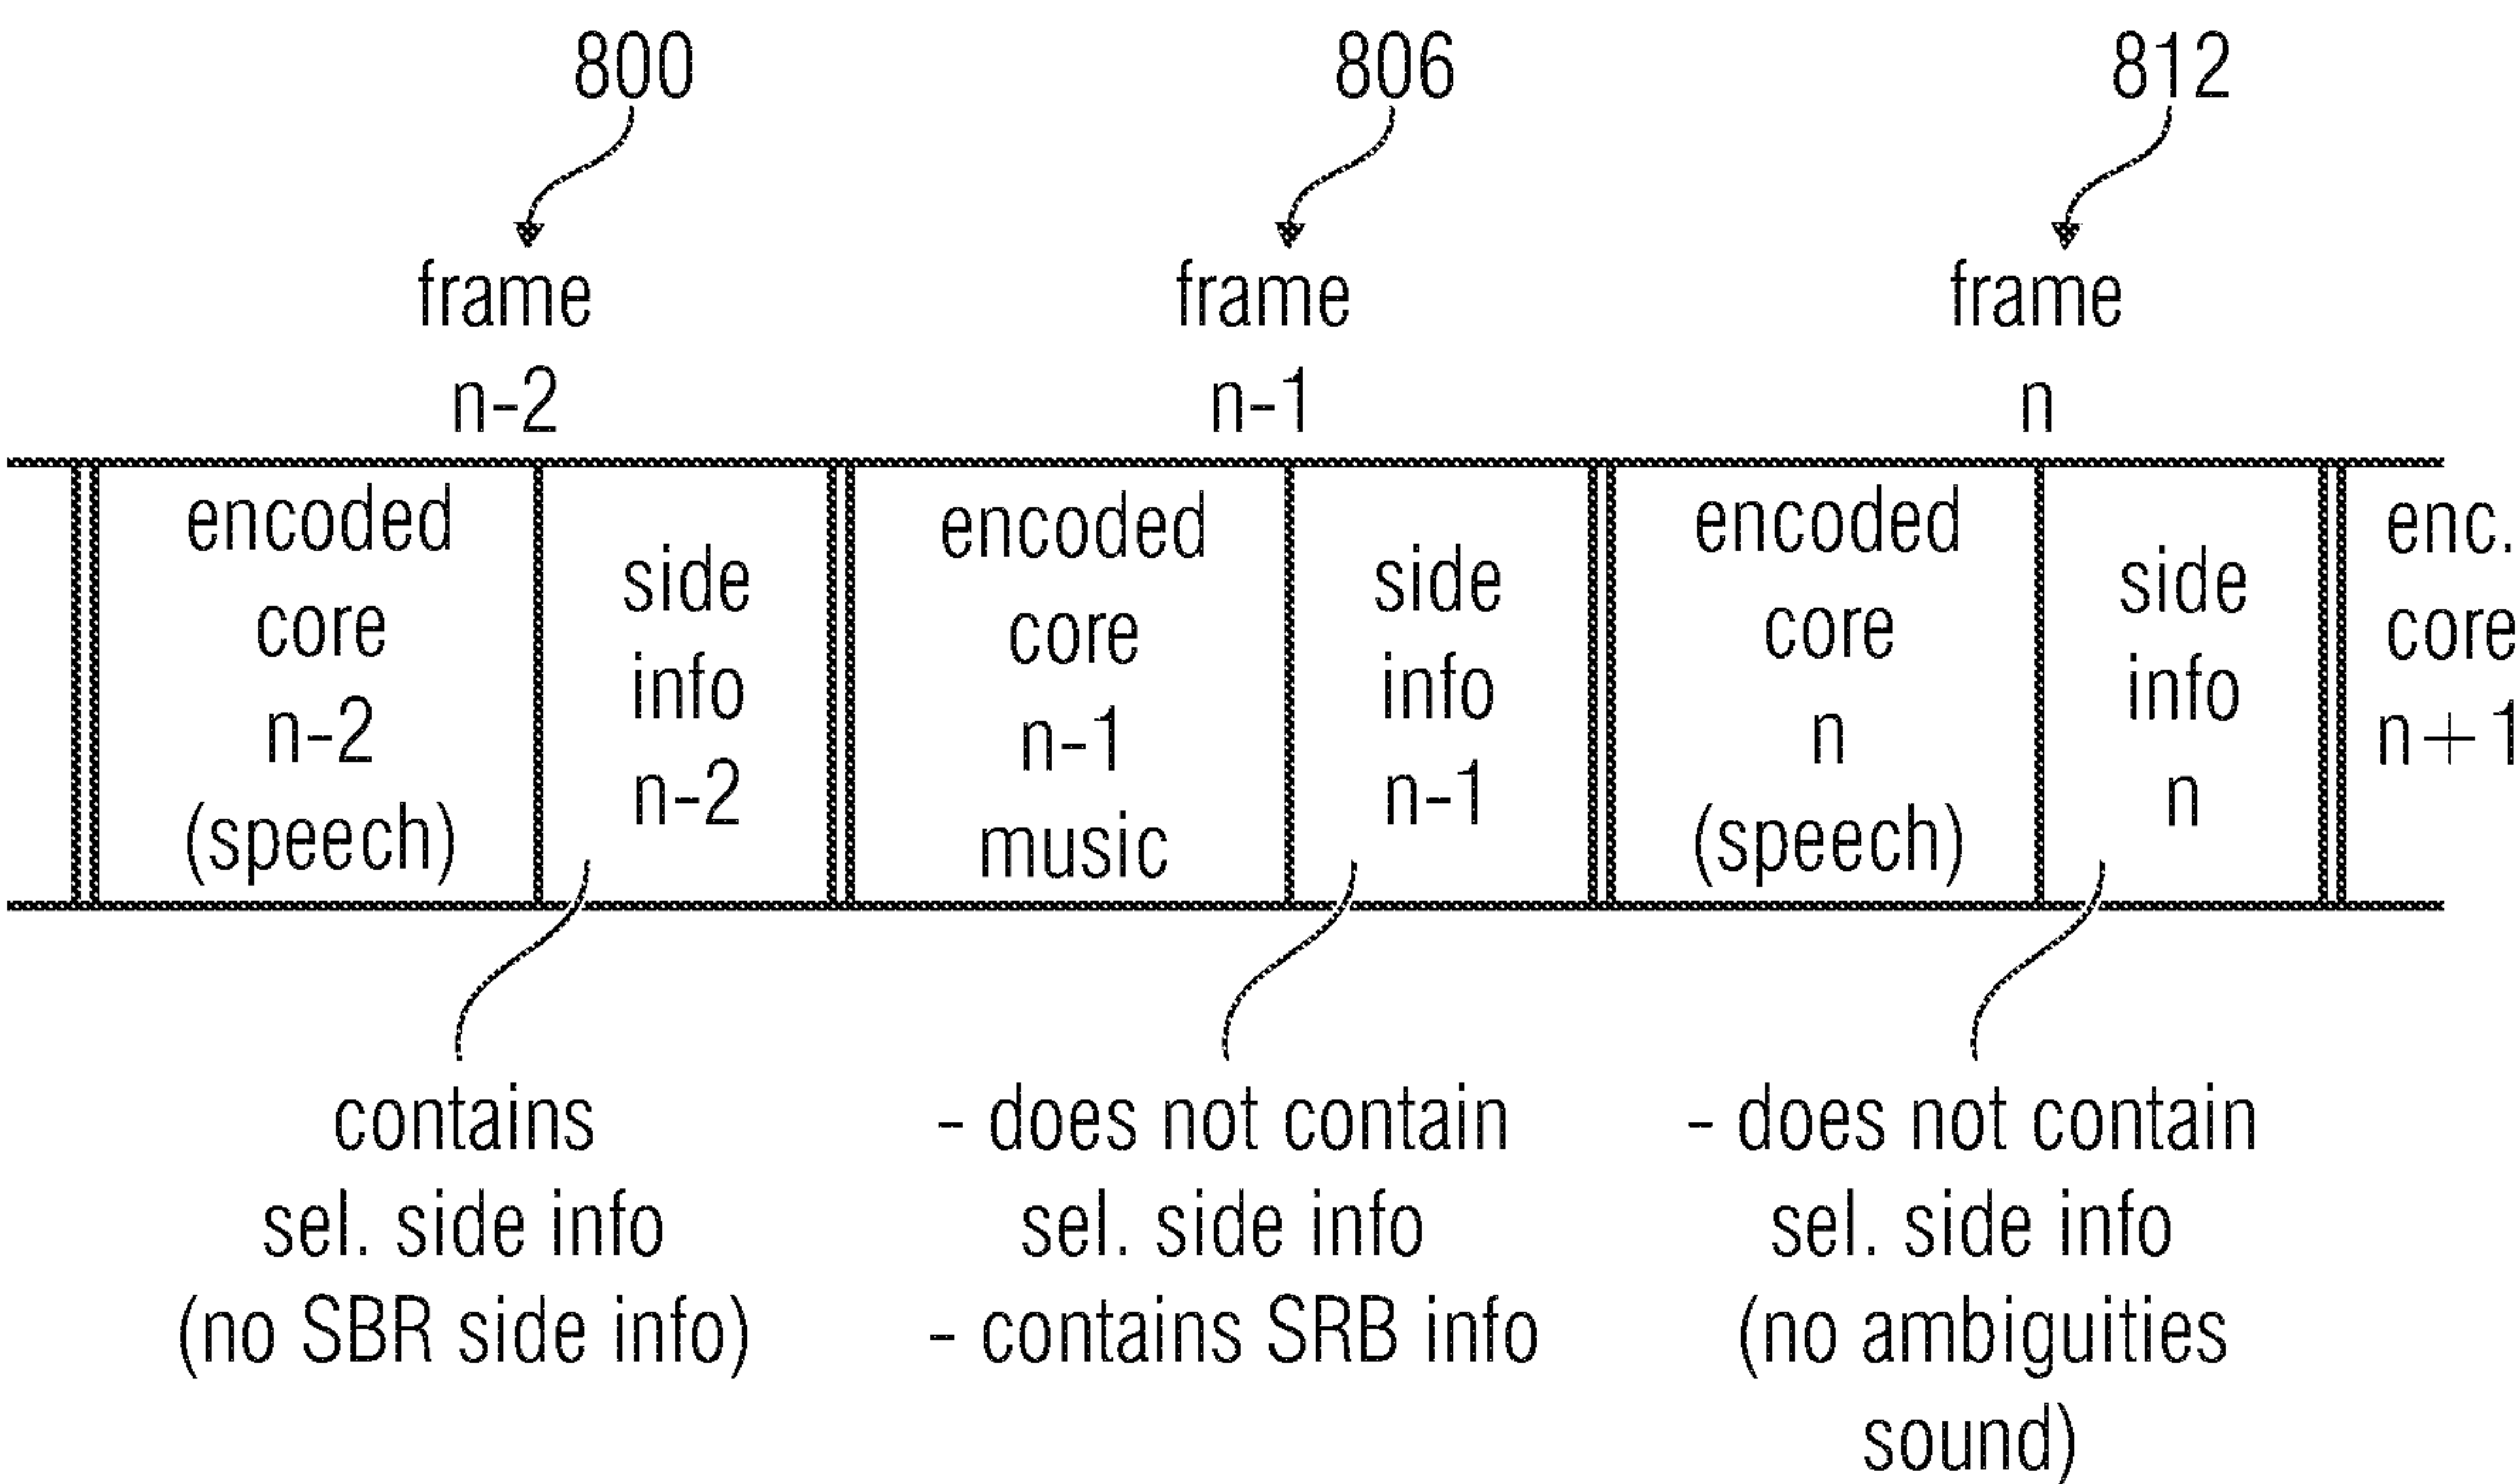 800
806
812
frame
n-2
frame
n-1
frame
n
encoded
core
n-2
(speech)
side
info
n-2
encoded
core
n-1
music
side
info
n-1
encoded
core
n
(speech)
side
info
n
enc.
core
n+1
contains
sel. side info
(no SBR side info)
- does not contain
sel. side info
- contains SRB info
- does not contain
sel. side info
(no ambiguities
sound)